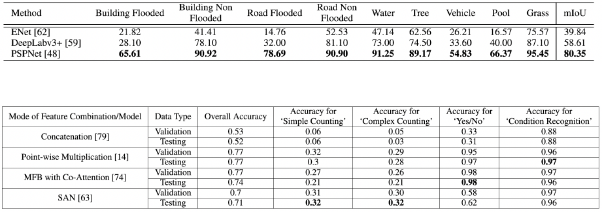 Method Building Flooded Building Non Flooded Road Flooded Road Non Flooded Water Tree Vehicle Pool Grass mIoU
ENet [62] 21.82 41.41 14.76 52.53 47.14 62.56 26.21 16.57 75.57 39.84
DeepLabv3+ [59] 28.10 78.10 32.00 81.10 73.00 74.50 33.60 40.00 87.10 58.61
PSPNet [48] 65.61 90.92 78.69 90.90 91.25 89.17 54.83 66.37 95.45 80.35
Mode of Feature Combination/Model Data Type Overall Accuracy Accuracy for 'Simple Counting' Accuracy for 'Complex Counting' Accuracy for 'Yes/No' Accuracy for 'Condition Recognition'
Concatenation [79] Validation 0.53 0.06 0.05 0.33 0.88
Testing 0.52 0.06 0.03 0.31 0.88
Point-wise Multiplication [14] Validation 0.77 0.32 0.29 0.95 0.96
Testing 0.77 0.3 0.28 0.97 0.97
MFB with Co-Attention [74] Validation 0.77 0.27 0.26 0.98 0.97
Testing 0.74 0.21 0.21 0.98 0.96
SAN [63] Validation 0.7 0.31 0.30 0.58 0.97
Testing 0.71 0.32 0.32 0.62 0.96